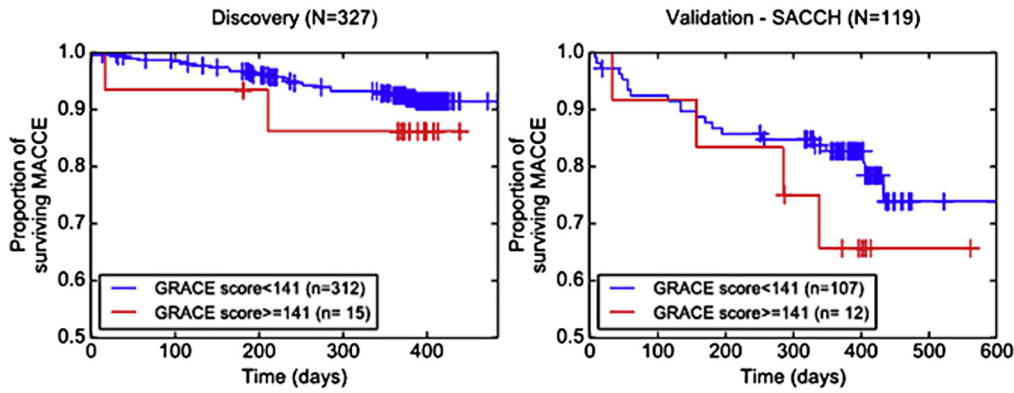 Discovery (N=327)
1.0
0.9
0.8
0.7
0.6
0.5
Proportion of
surviving MACCE
GRACE score<141 (n=312)
GRACE score>=141 (n= 15)
0 100 200 300 400
Time (days)
Validation - SACCH (N=119)
1.0
0.9
0.8
0.7
0.6
0.5
Proportion of
surviving MACCE
GRACE score<141 (n=107)
GRACE score>=141 (n= 12)
0 100 200 300 400 500 600
Time (days)